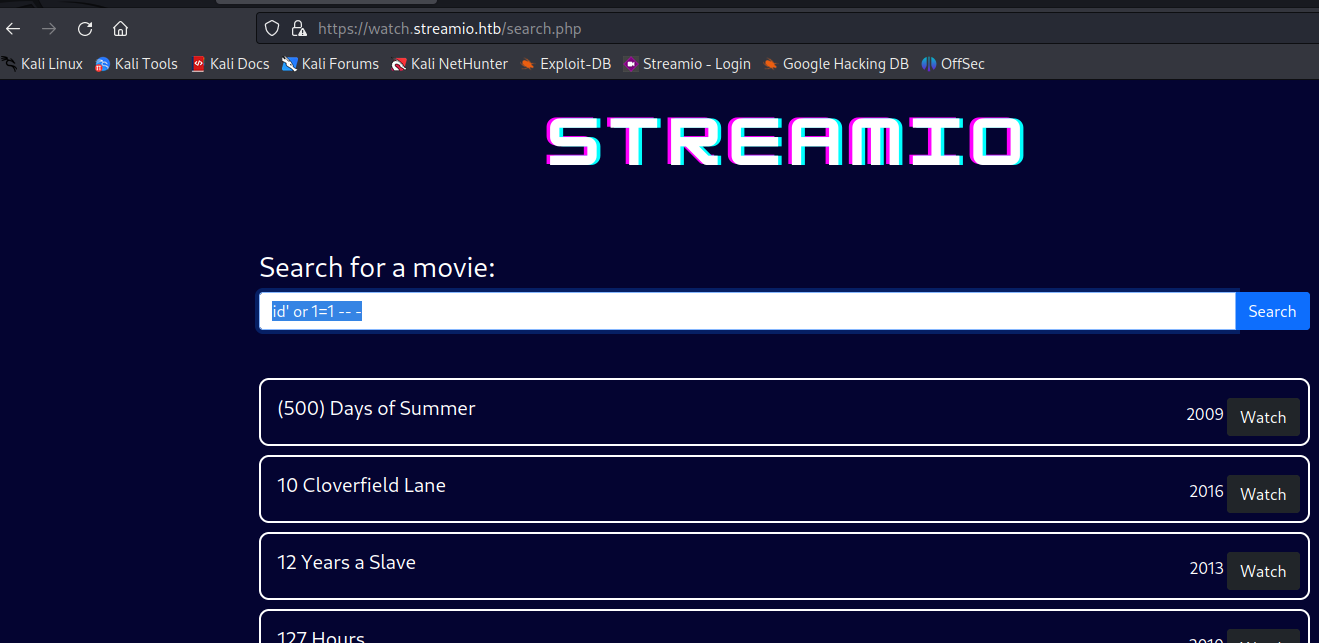 https://watch.streamio.htb/search.php
Kali Linux Kali Tools Kali Docs Kali Forums Kali NetHunter Exploit-DB Streamio - Login Google Hacking DB OffSec
STREAMIO
Search for a movie:
id' or 1=1 -- - Search
(500) Days of Summer 2009 Watch
10 Cloverfield Lane 2016 Watch
12 Years a Slave 2013 Watch
127 Hours 2010 Watch